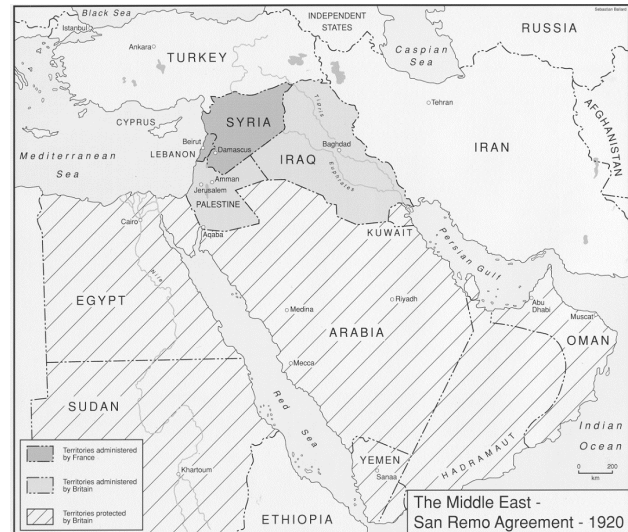 Sebastian Ballard
Black Sea
Istanbul
INDEPENDENT
STATES
RUSSIA
Caspian
Sea
Ankara
TURKEY
Tehran
AFGHANISTAN
CYPRUS
SYRIA
Tigris
Beirut
Damascus
Baghdad
IRAN
Mediterranean
Sea
LEBANON
IRAQ
Euphrates
Amman
Jerusalem
PALESTINE
Cairo
Aqaba
KUWAIT
Persian Gulf
Nile
EGYPT
Medina
Riyadh
Abu
Dhabi
Muscat
ARABIA
OMAN
Mecca
Red Sea
SUDAN
Indian
Ocean
Khartoum
YEMEN
Sanaa
HADRAMAUT
0 200
km
ETHIOPIA
Territories administered
by France
Territories administered
by Britain
Territories protected
by Britain
The Middle East -
San Remo Agreement - 1920